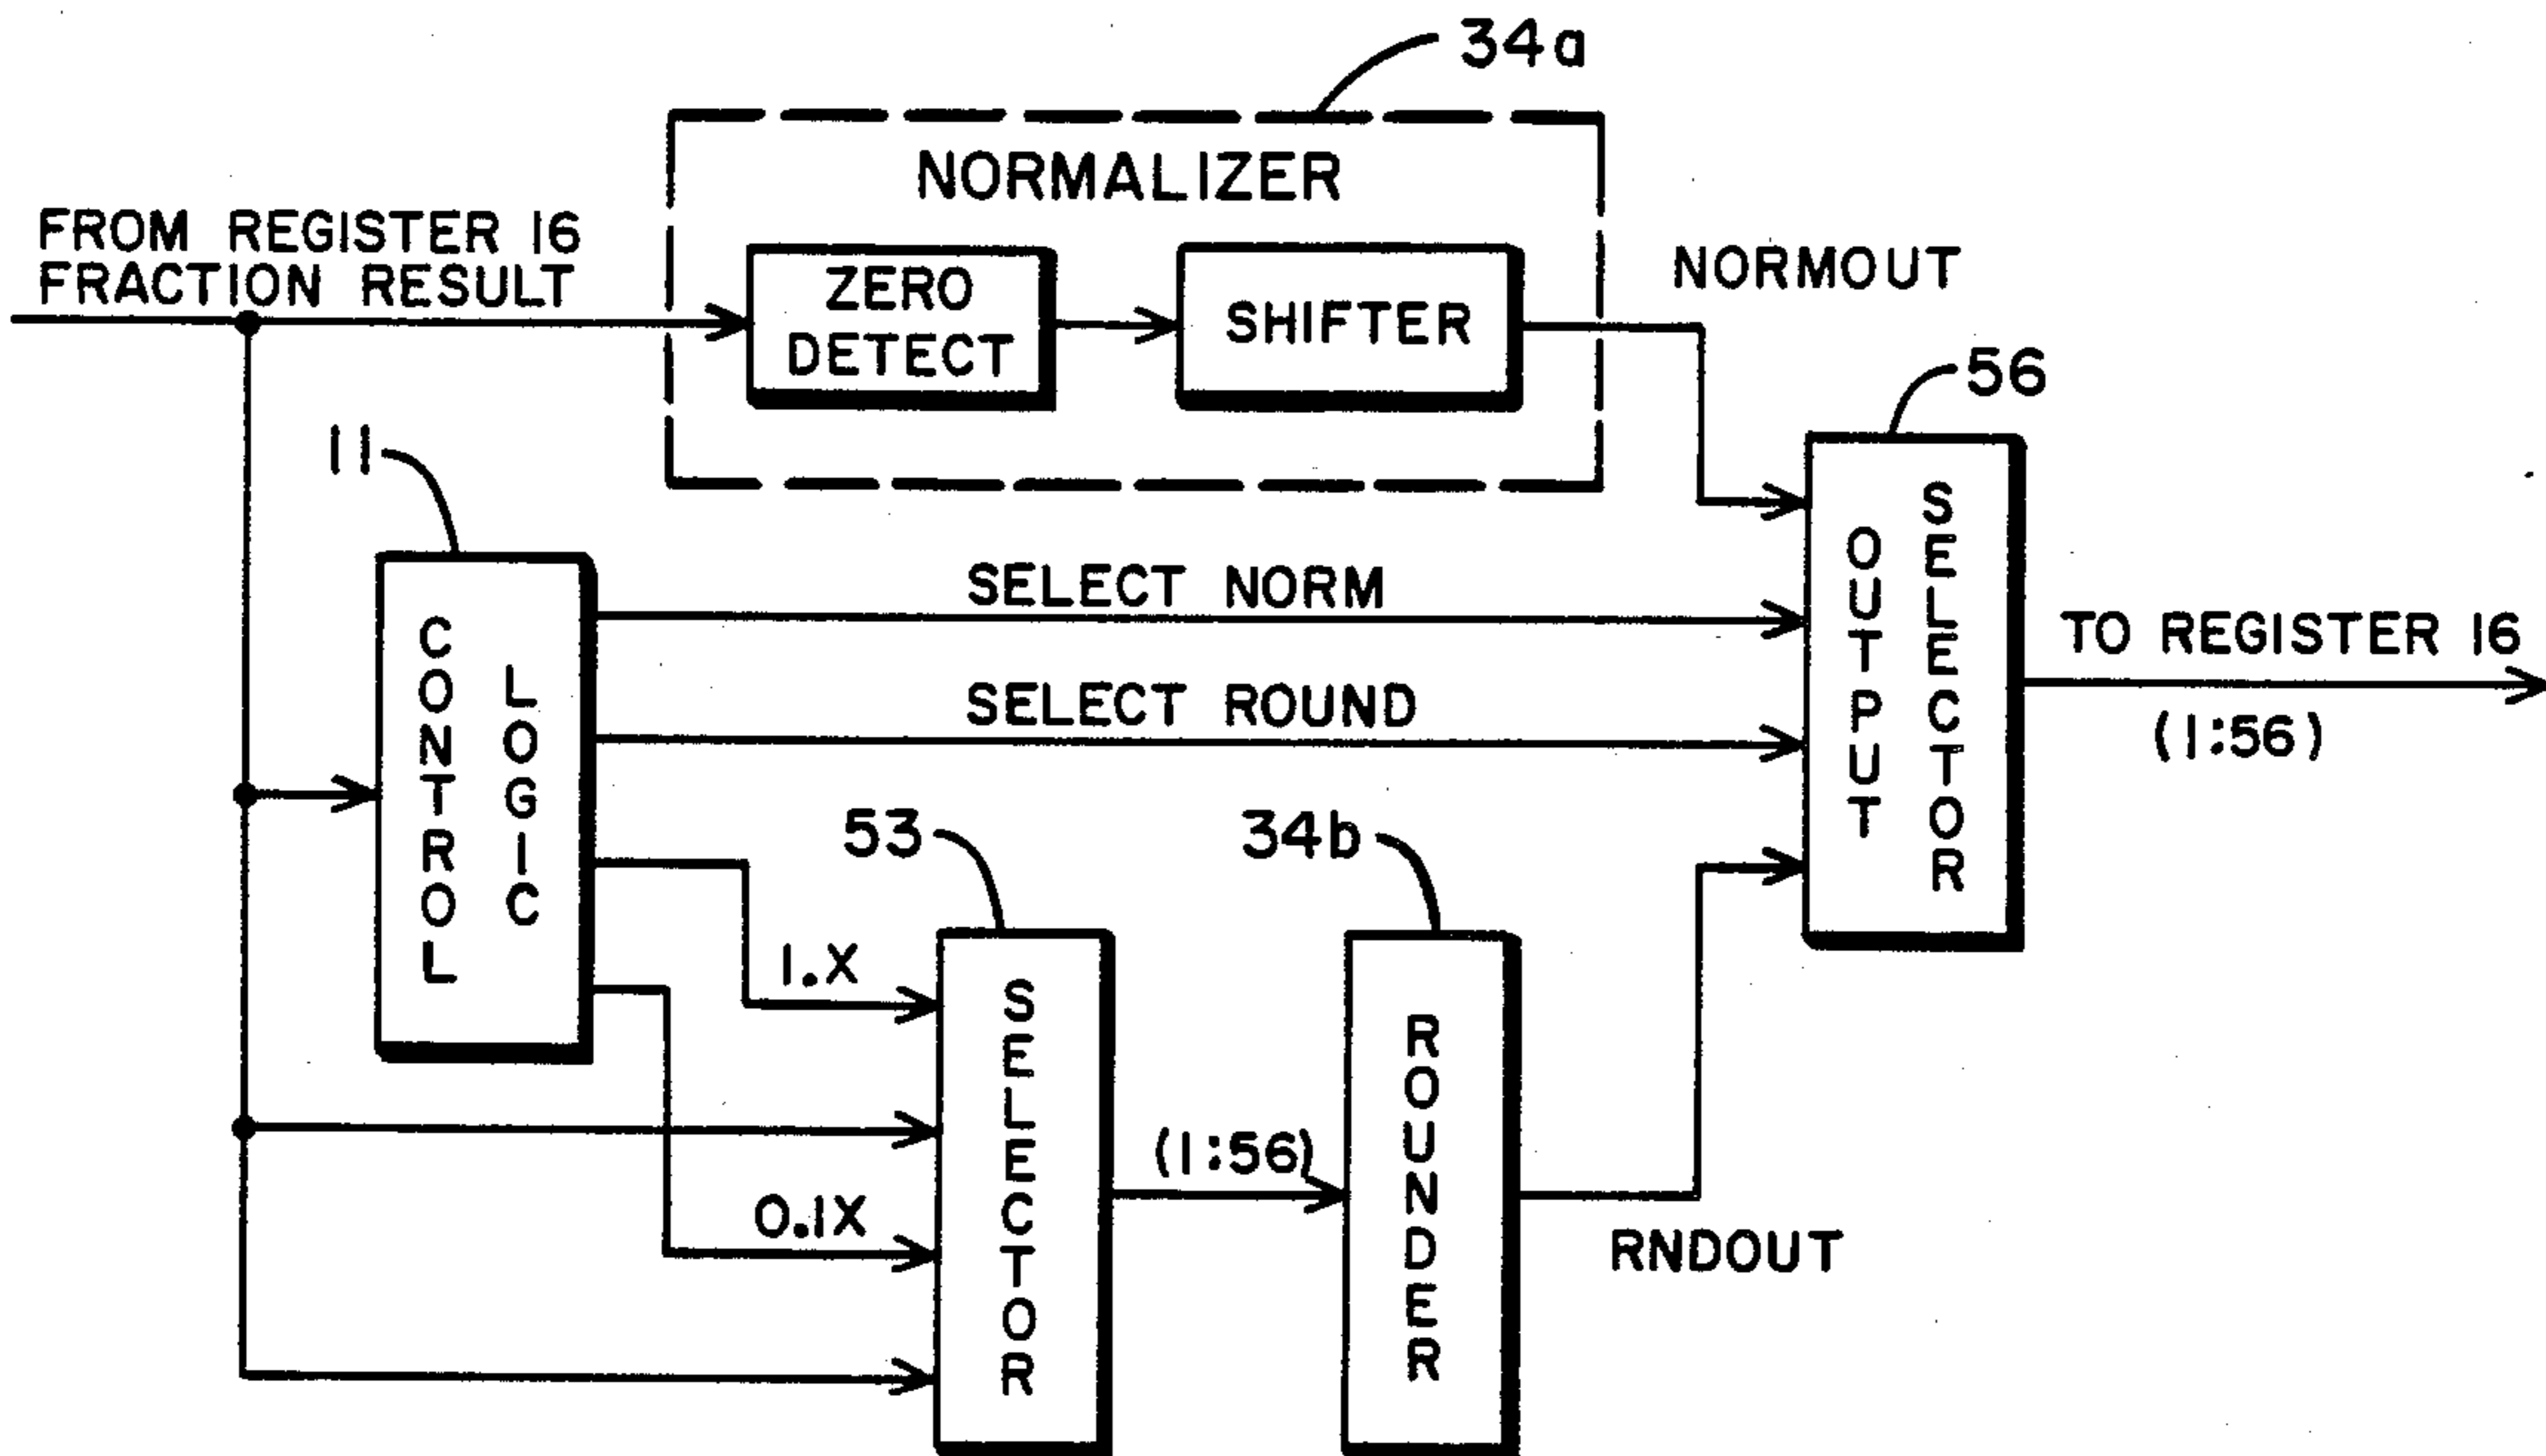 34a
NORMALIZER
FROM REGISTER 16
FRACTION RESULT
ZERO
DETECT
SHIFTER
NORMOUT
56
11
OUTPUT
SELECTOR
SELECT NORM
CONTROL
LOGIC
TO REGISTER 16
(1:56)
SELECT ROUND
53
34b
1.X
SELECTOR
ROUNDER
(1:56)
0.1X
RNDOUT